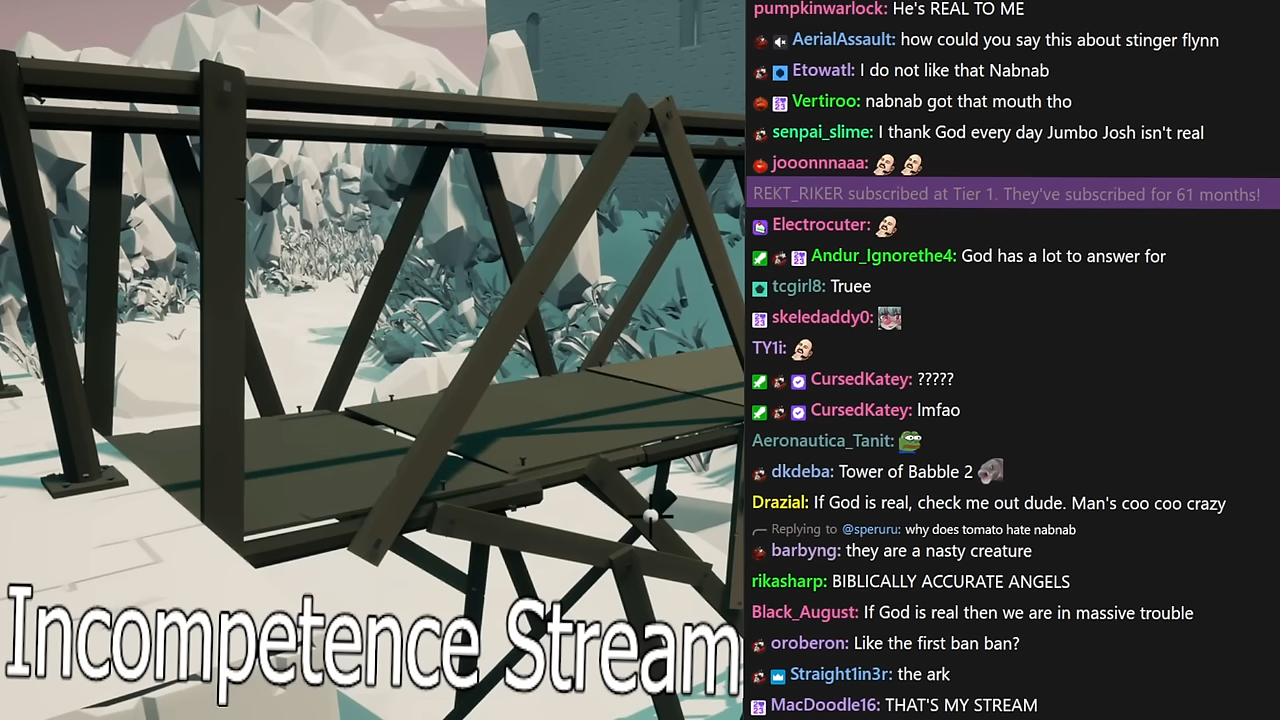 pumpkinwarlock: He's REAL TO ME
AerialAssault: how could you say this about stinger flynn
Etowatl: I do not like that Nabnab
Vertiroo: nabnab got that mouth tho
senpai_slime: I thank God every day Jumbo Josh isn't real
jooonnnaaa:
REKT_RIKER subscribed at Tier 1. They've subscribed for 61 months!
Electrocuter:
Andur_Ignorethe4: God has a lot to answer for
tcgirl8: Truee
skeledaddy0:
TY1i:
CursedKatey: ?????
CursedKatey: lmfao
Aeronautica_Tanit:
dkdeba: Tower of Babble 2
Drazial: If God is real, check me out dude. Man's coo coo crazy
Replying to @speruru: why does tomato hate nabnab
barbyng: they are a nasty creature
rikasharp: BIBLICALLY ACCURATE ANGELS
Black_August: If God is real then we are in massive trouble
oroberon: Like the first ban ban?
Straight1in3r: the ark
MacDoodle16: THAT'S MY STREAM
Incompetence Stream